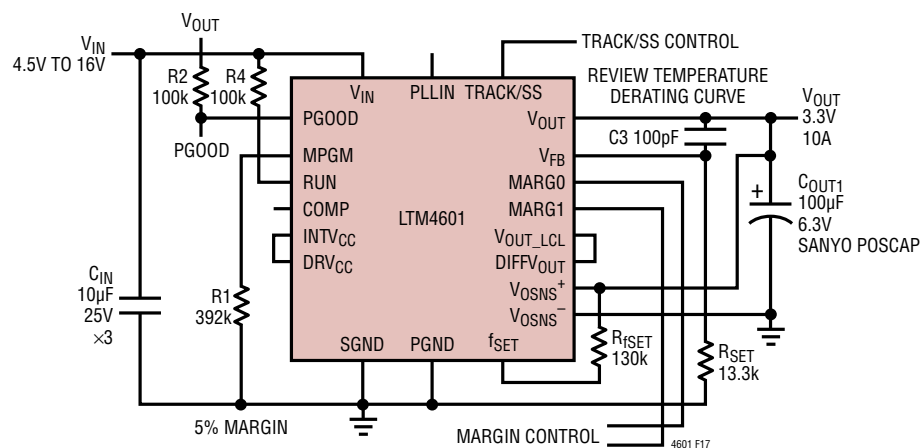 VOUT
VIN
4.5V TO 16V
R2
100k
R4
100k
PGOOD
TRACK/SS CONTROL
REVIEW TEMPERATURE
DERATING CURVE
VIN
PLLIN
TRACK/SS
PGOOD
MPGM
RUN
COMP
INTVCC
DRVCC
LTM4601
VOUT
VFB
MARG0
MARG1
VOUT_LCL
DIFFVOUT
VOSNS+
VOSNS–
SGND
PGND
fSET
C3 100pF
VOUT
3.3V
10A
+
COUT1
100µF
6.3V
SANYO POSCAP
CIN
10µF
25V
×3
R1
392k
RfSET
130k
RSET
13.3k
5% MARGIN
MARGIN CONTROL
4601 F17